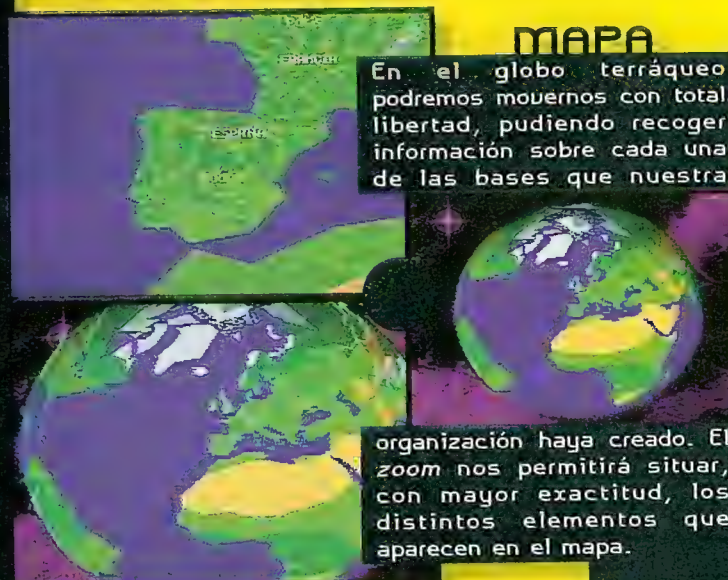 MAPA
En el globo terráqueo
podremos movernos con total
libertad, pudiendo recoger
información sobre cada una
de las bases que nuestra
organización haya creado. El
zoom nos permitirá situar,
con mayor exactitud, los
distintos elementos que
aparecen en el mapa.
FRANCIA
ESPAÑA